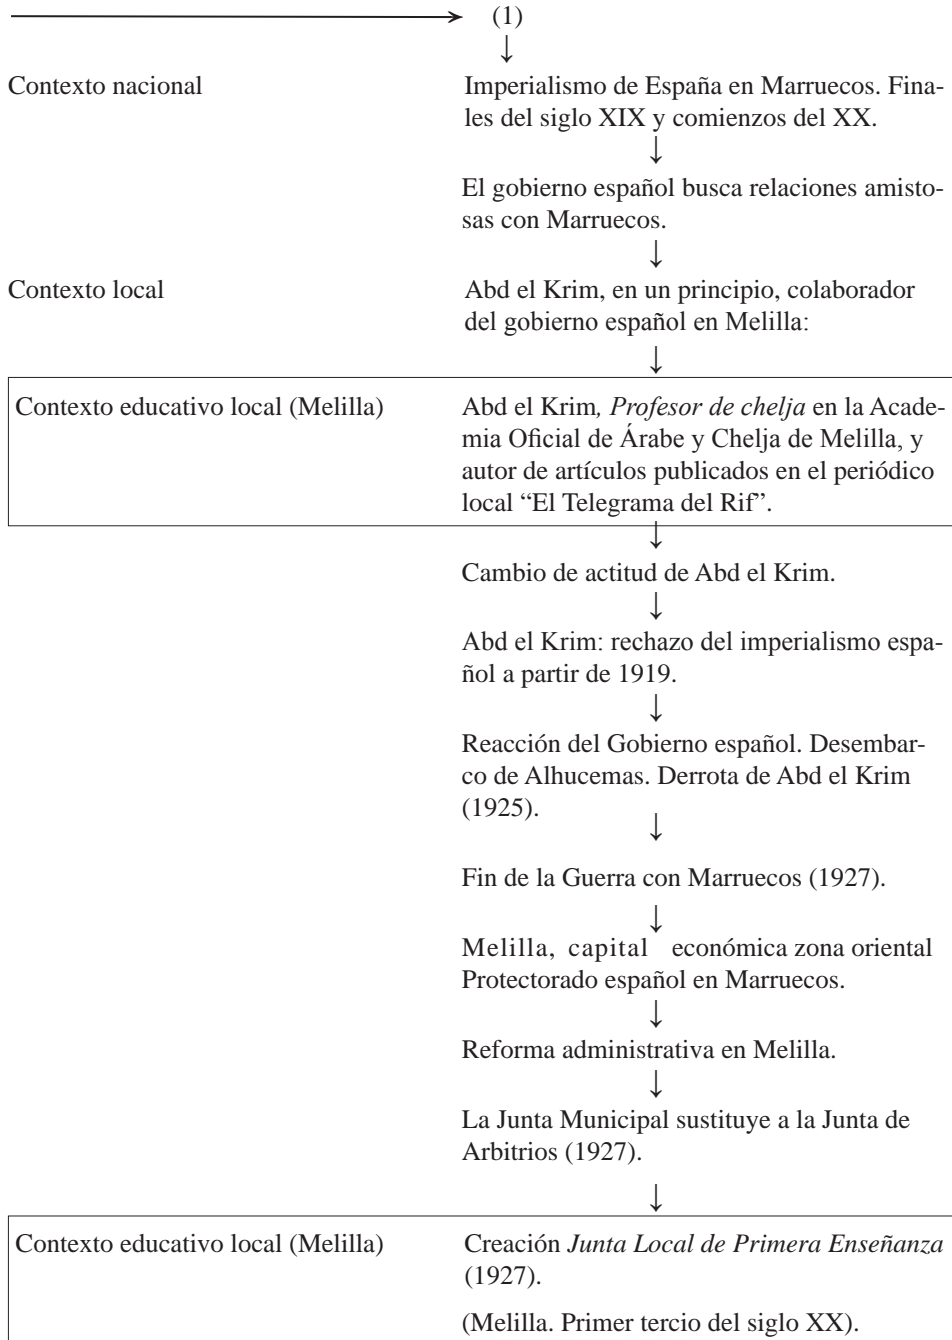 (1)
Contexto nacional
Imperialismo de España en Marruecos. Fina-
les del siglo XIX y comienzos del XX.
El gobierno español busca relaciones amisto-
sas con Marruecos.
Contexto local
Abd el Krim, en un principio, colaborador
del gobierno español en Melilla:
Contexto educativo local (Melilla)
Abd el Krim, Profesor de chelja en la Acade-
mia Oficial de Árabe y Chelja de Melilla, y
autor de artículos publicados en el periódico
local “El Telegrama del Rif”.
Cambio de actitud de Abd el Krim.
Abd el Krim: rechazo del imperialismo espa-
ñol a partir de 1919.
Reacción del Gobierno español. Desembar-
co de Alhucemas. Derrota de Abd el Krim
(1925).
Fin de la Guerra con Marruecos (1927).
Melilla, capital económica zona oriental
Protectorado español en Marruecos.
Reforma administrativa en Melilla.
La Junta Municipal sustituye a la Junta de
Arbitrios (1927).
Contexto educativo local (Melilla)
Creación Junta Local de Primera Enseñanza
(1927).
(Melilla. Primer tercio del siglo XX).